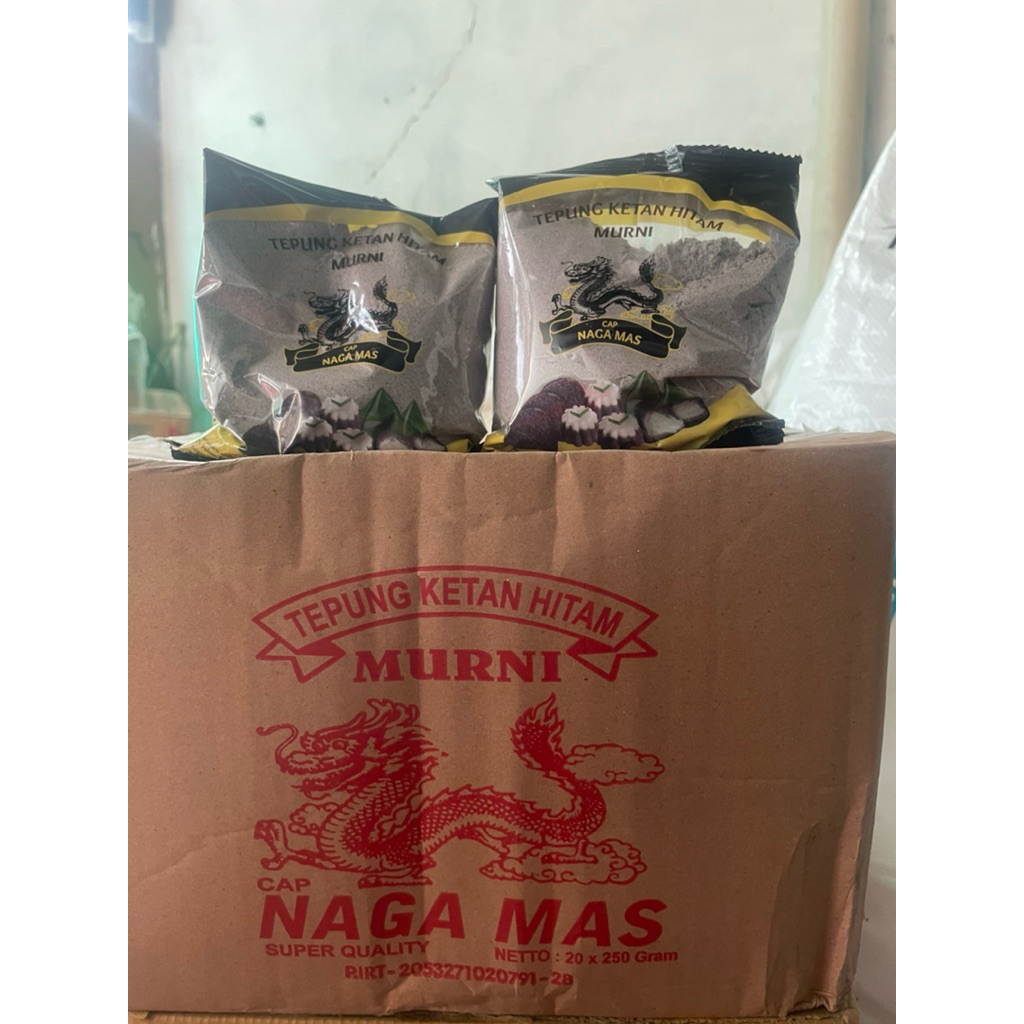 TEPUNG KETAN HITAM
MURNI
CAP
NAGA MAS
TEPUNG KETAN HITAM
MURNI
CAP
NAGA MAS
TEPUNG KETAN HITAM
MURNI
CAP
NAGA MAS
SUPER QUALITY
NETTO : 20 x 250 Gram
P.IRT - 2053271020791 - 28